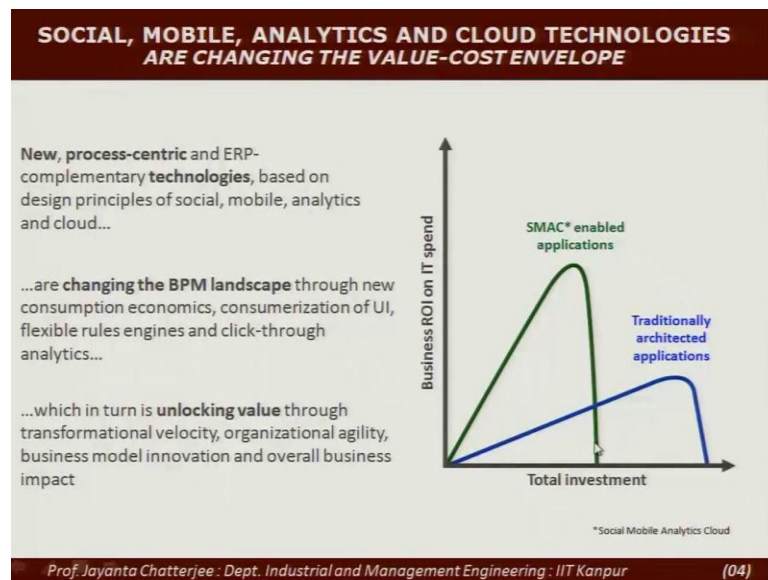 SOCIAL, MOBILE, ANALYTICS AND CLOUD TECHNOLOGIES
ARE CHANGING THE VALUE-COST ENVELOPE
New, process-centric and ERP-
complementary technologies, based on
design principles of social, mobile, analytics
and cloud...
...are changing the BPM landscape through new
consumption economics, consumerization of UI,
flexible rules engines and click-through
analytics...
...which in turn is unlocking value through
transformational velocity, organizational agility,
business model innovation and overall business
impact
Business ROI on IT spend
SMAC* enabled
applications
Traditionally
architected
applications
Total investment
*Social Mobile Analytics Cloud
Prof. Jayanta Chatterjee : Dept. Industrial and Management Engineering : IIT Kanpur (04)